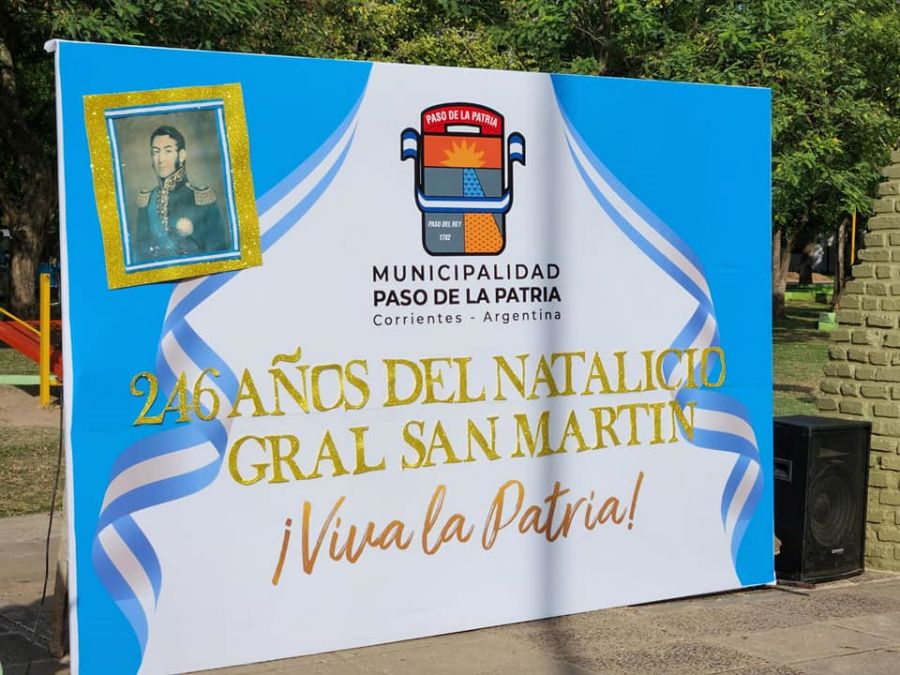 PASO DE LA PATRIA
PASO DEL REY
1782
MUNICIPALIDAD
PASO DE LA PATRIA
Corrientes - Argentina
246 AÑOS DEL NATALICIO
GRAL SAN MARTIN
¡Viva la Patria!